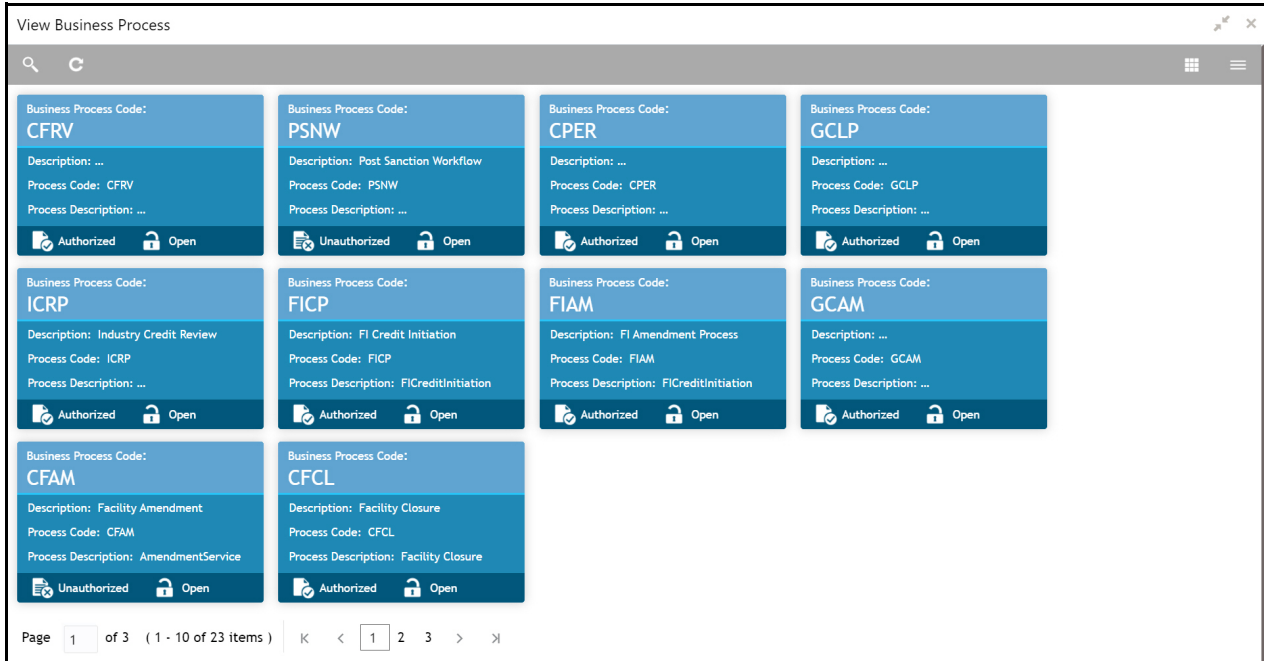 View Business Process
Business Process Code:
CFRV
Description: ...
Process Code: CFRV
Process Description: ...
Authorized Open
Business Process Code:
PSNW
Description: Post Sanction Workflow
Process Code: PSNW
Process Description: ...
Unauthorized Open
Business Process Code:
CPER
Description: ...
Process Code: CPER
Process Description: ...
Authorized Open
Business Process Code:
GCLP
Description: ...
Process Code: GCLP
Process Description: ...
Authorized Open
Business Process Code:
ICRP
Description: Industry Credit Review
Process Code: ICRP
Process Description: ...
Authorized Open
Business Process Code:
FICP
Description: FI Credit Initiation
Process Code: FICP
Process Description: FICreditInitiation
Authorized Open
Business Process Code:
FIAM
Description: FI Amendment Process
Process Code: FIAM
Process Description: FICreditInitiation
Authorized Open
Business Process Code:
GCAM
Description: ...
Process Code: GCAM
Process Description: ...
Authorized Open
Business Process Code:
CFAM
Description: Facility Amendment
Process Code: CFAM
Process Description: AmendmentService
Unauthorized Open
Business Process Code:
CFCL
Description: Facility Closure
Process Code: CFCL
Process Description: Facility Closure
Authorized Open
Page 1 of 3 ( 1 - 10 of 23 items ) 1 2 3